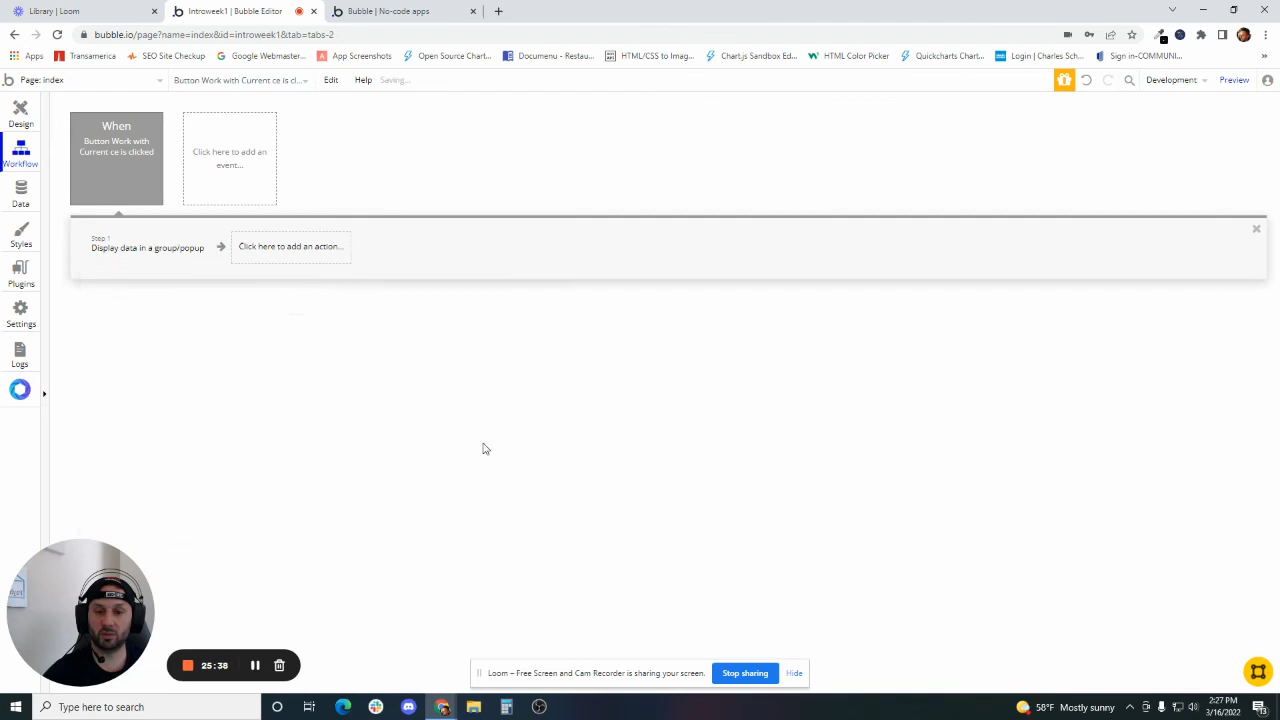 Library | Loom
Introweek1 | Bubble Editor
Bubble | No-code apps
bubble.io/page?name=index&id=introweek1&tab=tabs-2
Apps
Transamerica
SEO Site Checkup
Google Webmaster...
App Screenshots
Open Source Chart...
Documenu - Restau...
HTML/CSS to Imag...
Chart.js Sandbox Ed...
HTML Color Picker
Quickcharts Chart...
Login | Charles Sch...
Sign in-COMMUNI...
»
Page: index
Button Work with Current ce is cl...
Edit
Help
Saving...
Development
Preview
Design
Workflow
Data
Styles
Plugins
Settings
Logs
When
Button Work with
Current ce is clicked
Click here to add an
event...
Step 1
Display data in a group/popup
Click here to add an action...
25:38
Loom – Free Screen and Cam Recorder is sharing your screen.
Stop sharing
Hide
Type here to search
58°F Mostly sunny
2:27 PM
3/16/2022